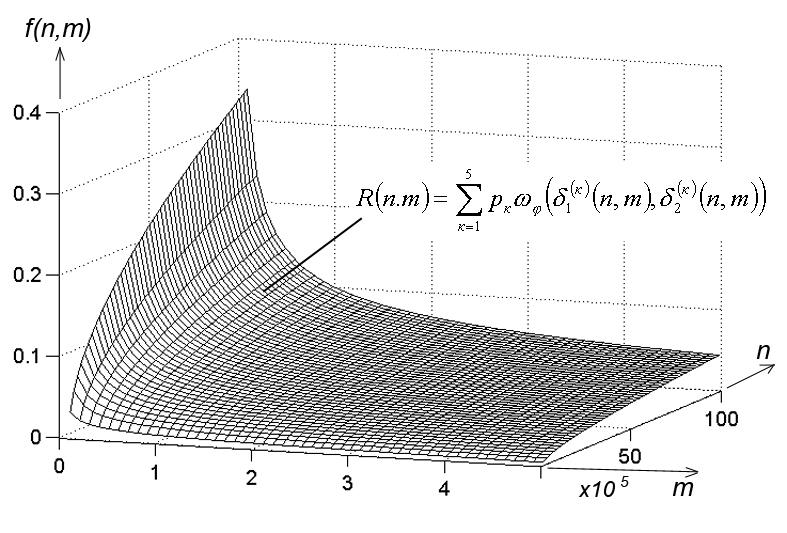 f(n,m)
0.4
0.3
R(n.m) = ∑_{κ=1}^{5} p_κ ω_φ (δ_1^{(κ)}(n, m), δ_2^{(κ)}(n, m))
0.2
0.1
n
0
100
0
1
50
2
3
4
x10^5
m